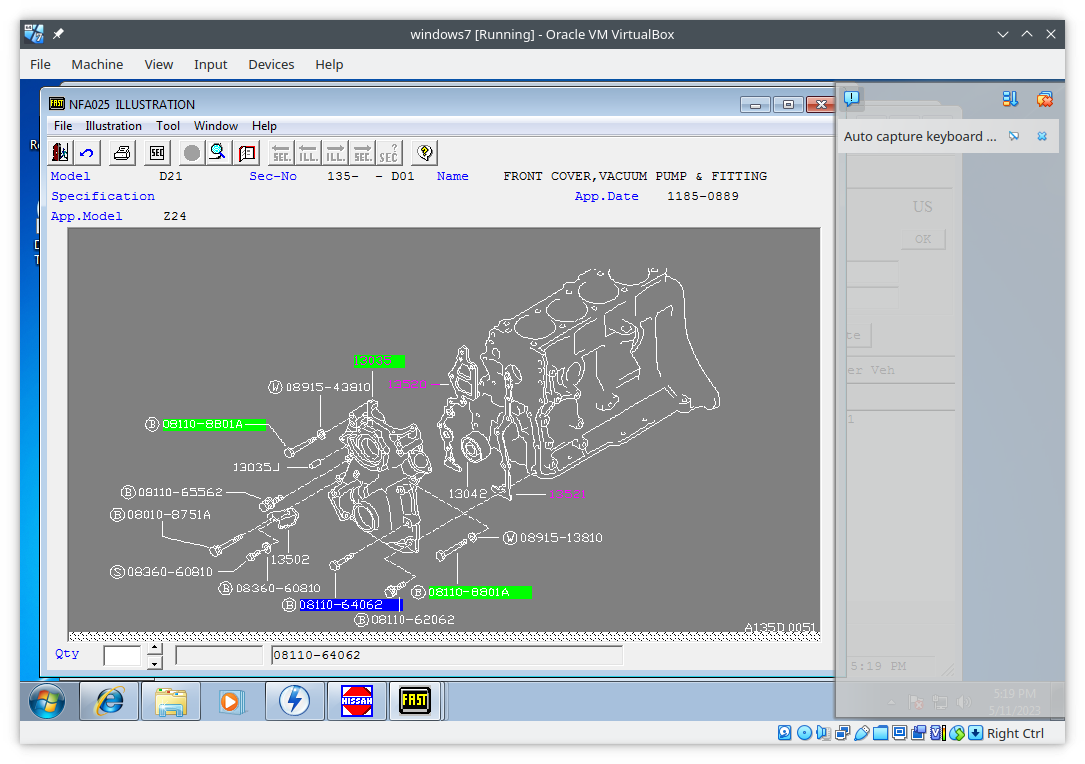 windows7 [Running] - Oracle VM VirtualBox
File Machine View Input Devices Help
FAST NFA025 ILLUSTRATION
File Illustration Tool Window Help
SEC SEC. ILL. ILL. SEC. SEC ?
Auto capture keyboard ...
Model D21 Sec-No 135- - D01 Name FRONT COVER,VACUUM PUMP & FITTING
Specification App.Date 1185-0889
App.Model Z24
US
OK
er Veh
13035
W 08915-43810
13520
B 08110-8801A
13035J
B 08110-65562
13042
13521
B 08010-8751A
W 08915-13810
13502
S 08360-60810
B 08360-60810
B 08110-8801A
B 08110-64062
B 08110-62062
A135D 0051
Qty 08110-64062
5:19 PM
NISSAN FAST
5:19 PM
5/11/2023
Right Ctrl